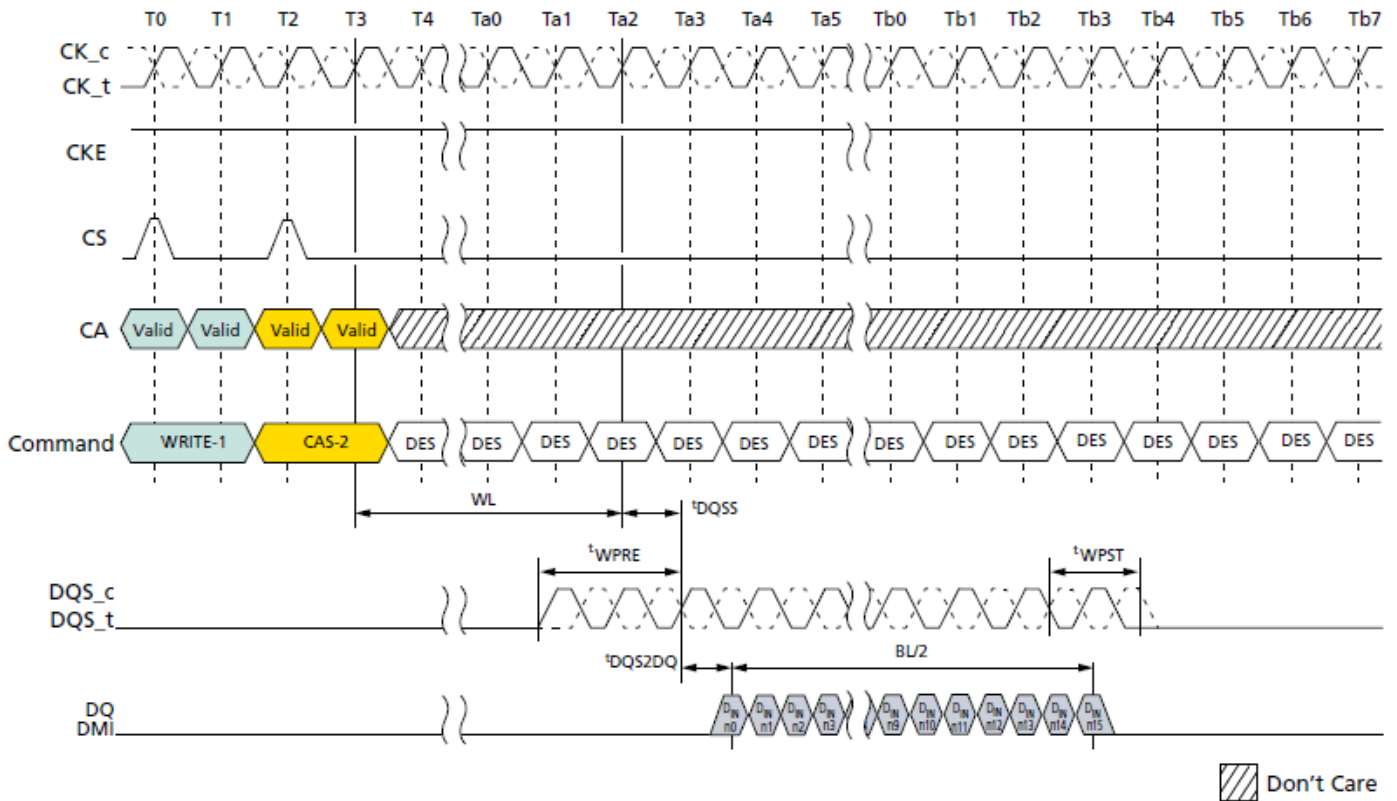 T0 T1 T2 T3 T4 Ta0 Ta1 Ta2 Ta3 Ta4 Ta5 Tb0 Tb1 Tb2 Tb3 Tb4 Tb5 Tb6 Tb7
CK_c
CK_t
CKE
CS
CA Valid Valid Valid Valid
Command WRITE-1 CAS-2 DES DES DES DES DES DES DES DES DES DES DES DES DES DES DES
WL tDQSS
tWPRE tWPST
DQS_c
DQS_t
tDQS2DQ BL/2
DQ
DMI
DIN DIN DIN DIN DIN DIN DIN DIN DIN DIN DIN
n0 n1 n2 n3 n9 n10 n11 n12 n13 n14 n15
Don't Care